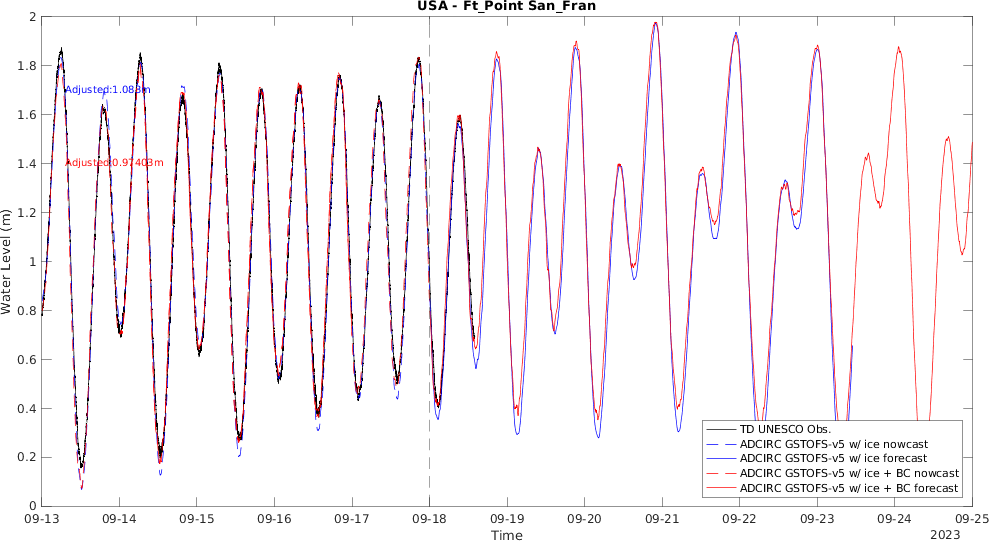 USA - Ft_Point San_Fran
2
1.8
1.6
1.4
1.2
1
0.8
0.6
0.4
0.2
0
Water Level (m)
Adjusted:1.083m
Adjusted:0.97403m
TD UNESCO Obs.
ADCIRC GSTOFS-v5 w/ ice nowcast
ADCIRC GSTOFS-v5 w/ ice forecast
ADCIRC GSTOFS-v5 w/ ice + BC nowcast
ADCIRC GSTOFS-v5 w/ ice + BC forecast
09-13 09-14 09-15 09-16 09-17 09-18 09-19 09-20 09-21 09-22 09-23 09-24 09-25
Time
2023